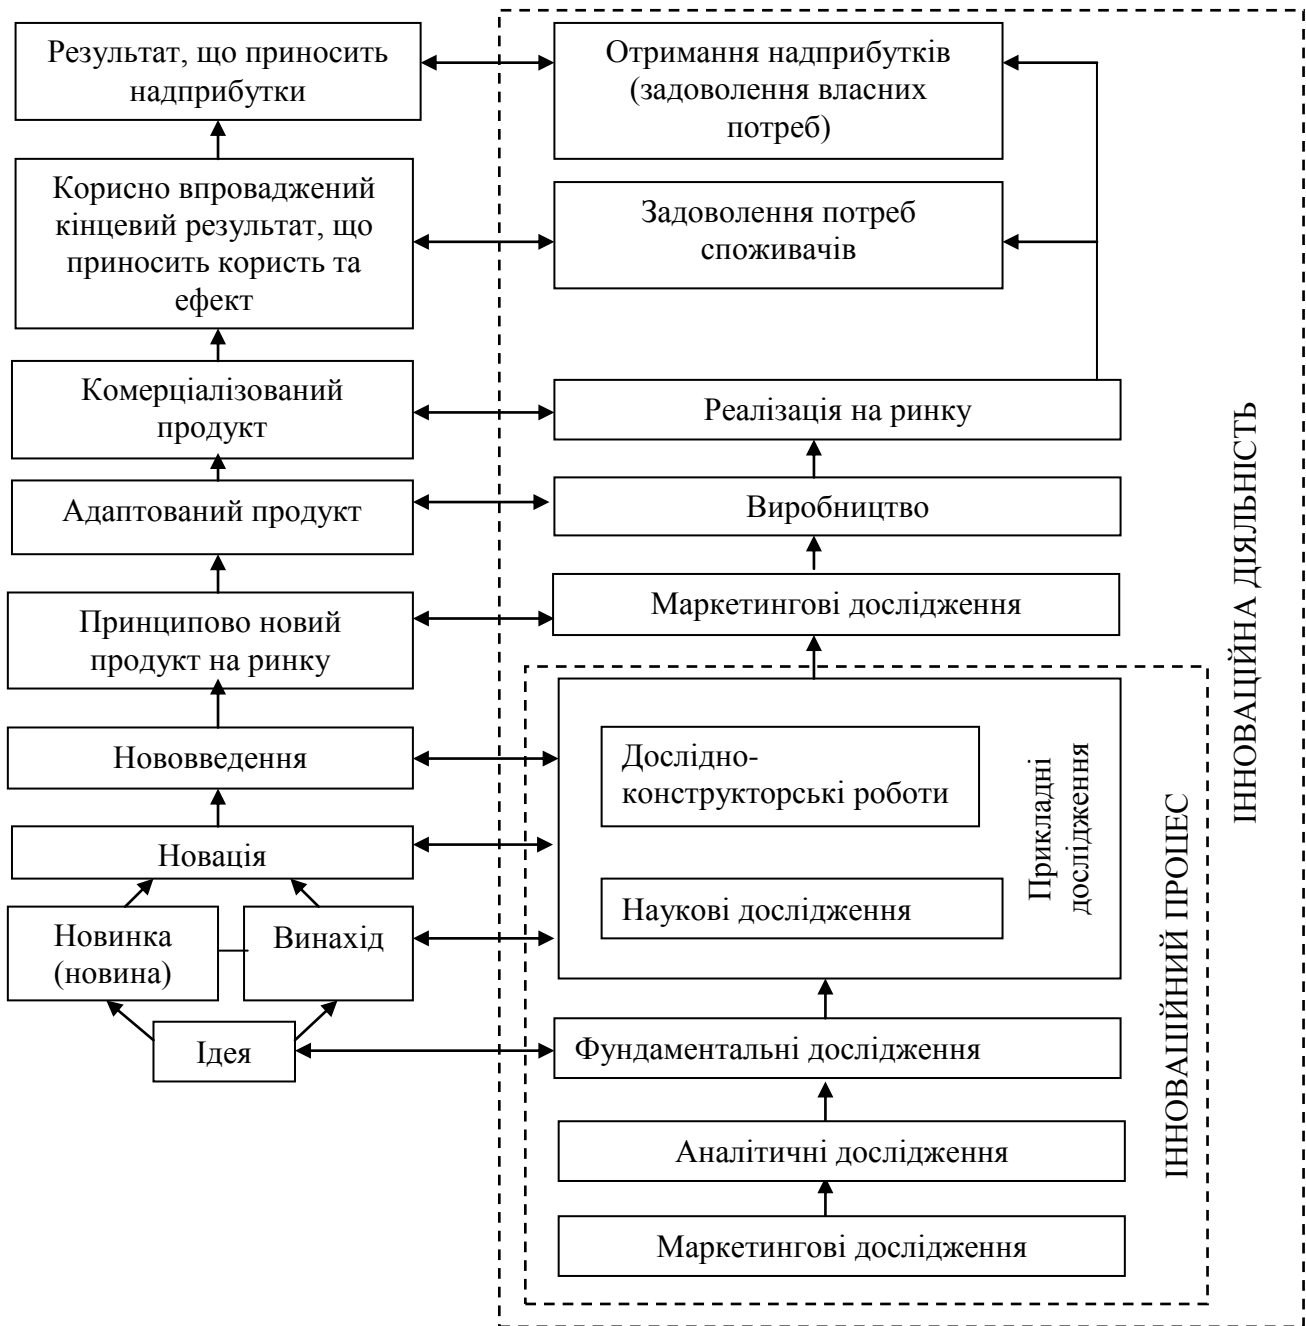 Результат, що приносить
надприбутки
Отримання надприбутків
(задоволення власних
потреб)
Корисно впроваджений
кінцевий результат, що
приносить користь та
ефект
Задоволення потреб
споживачів
Комерціалізований
продукт
Реалізація на ринку
Адаптований продукт
Виробництво
Принципово новий
продукт на ринку
Маркетингові дослідження
Нововведення
Дослідно-
конструкторські роботи
Новація
Наукові дослідження
Прикладні
дослідження
Новинка
(новина)
Винахід
Ідея
Фундаментальні дослідження
Аналітичні дослідження
Маркетингові дослідження
ІННОВАЦІЙНИЙ ПРОЦЕС
ІННОВАЦІЙНА ДІЯЛЬНІСТЬ